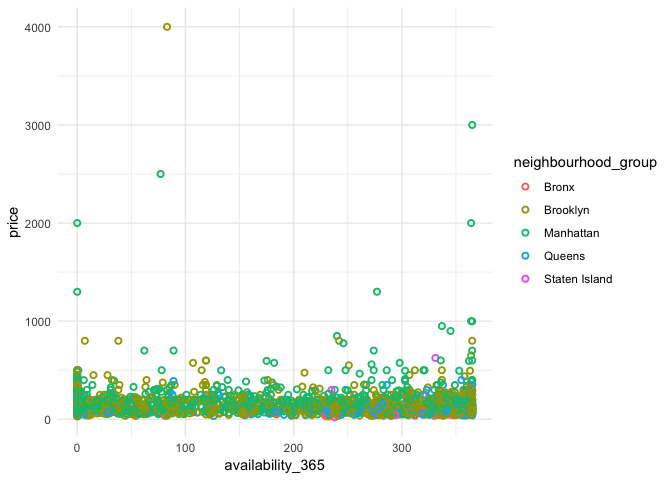 4000
3000
2000
1000
0
price
0
100
200
300
availability_365
neighbourhood_group
Bronx
Brooklyn
Manhattan
Queens
Staten Island